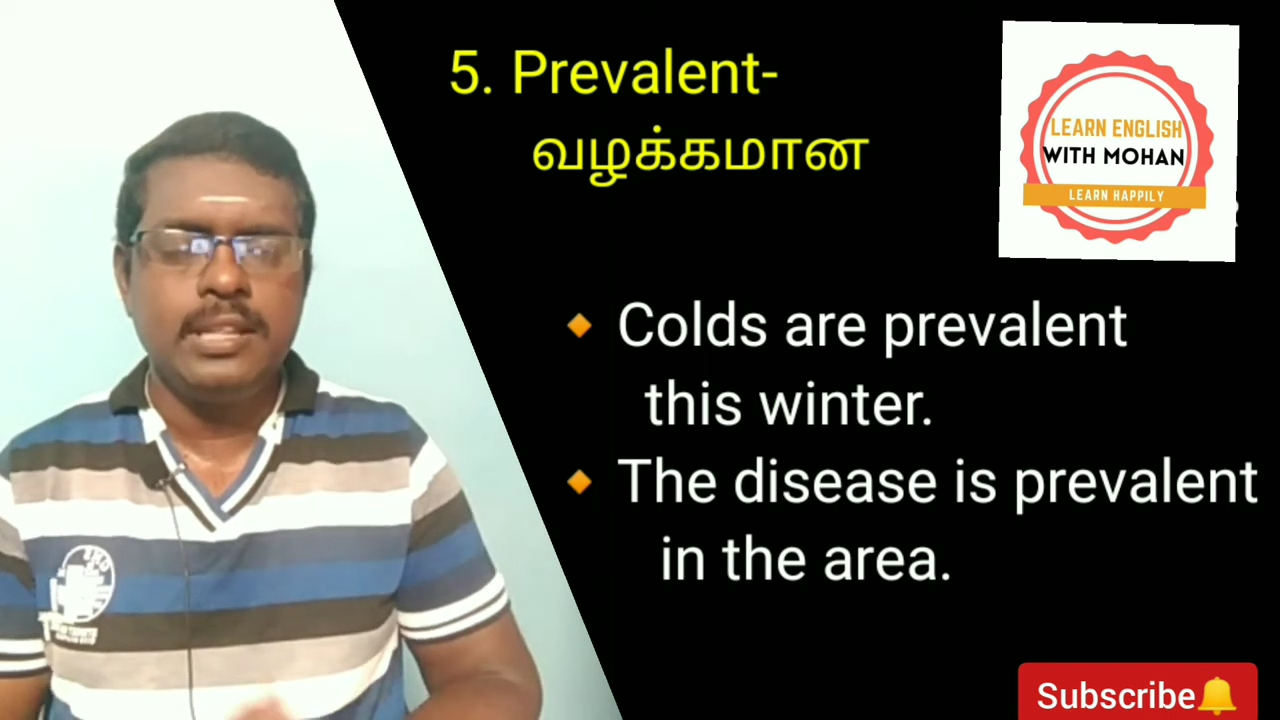 5. Prevalent-
வழக்கமான
LEARN ENGLISH
WITH MOHAN
LEARN HAPPILY
🔸 Colds are prevalent
this winter.
🔸 The disease is prevalent
in the area.
Subscribe🔔